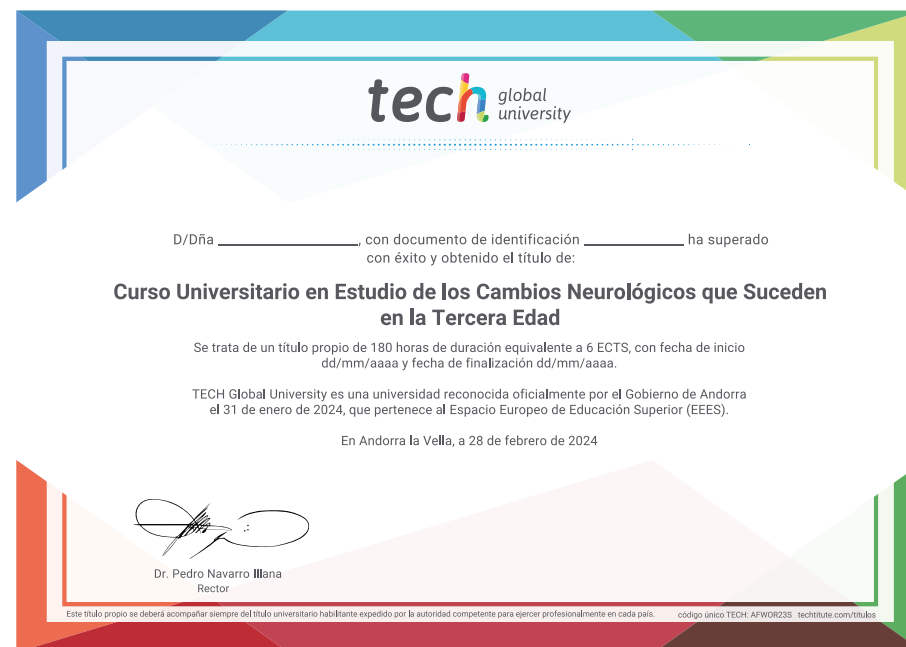 tech global university
D/Dña ____________, con documento de identificación ____________ ha superado
con éxito y obtenido el título de:
Curso Universitario en Estudio de los Cambios Neurológicos que Suceden
en la Tercera Edad
Se trata de un título propio de 180 horas de duración equivalente a 6 ECTS, con fecha de inicio
dd/mm/aaaa y fecha de finalización dd/mm/aaaa.
TECH Global University es una universidad reconocida oficialmente por el Gobierno de Andorra
el 31 de enero de 2024, que pertenece al Espacio Europeo de Educación Superior (EEES).
En Andorra la Vella, a 28 de febrero de 2024
Dr. Pedro Navarro Illana
Rector
Este título propio se deberá acompañar siempre del título universitario habilitante expedido por la autoridad competente para ejercer profesionalmente en cada país. código único TECH: AFWOR23S techtitute.com/titulos